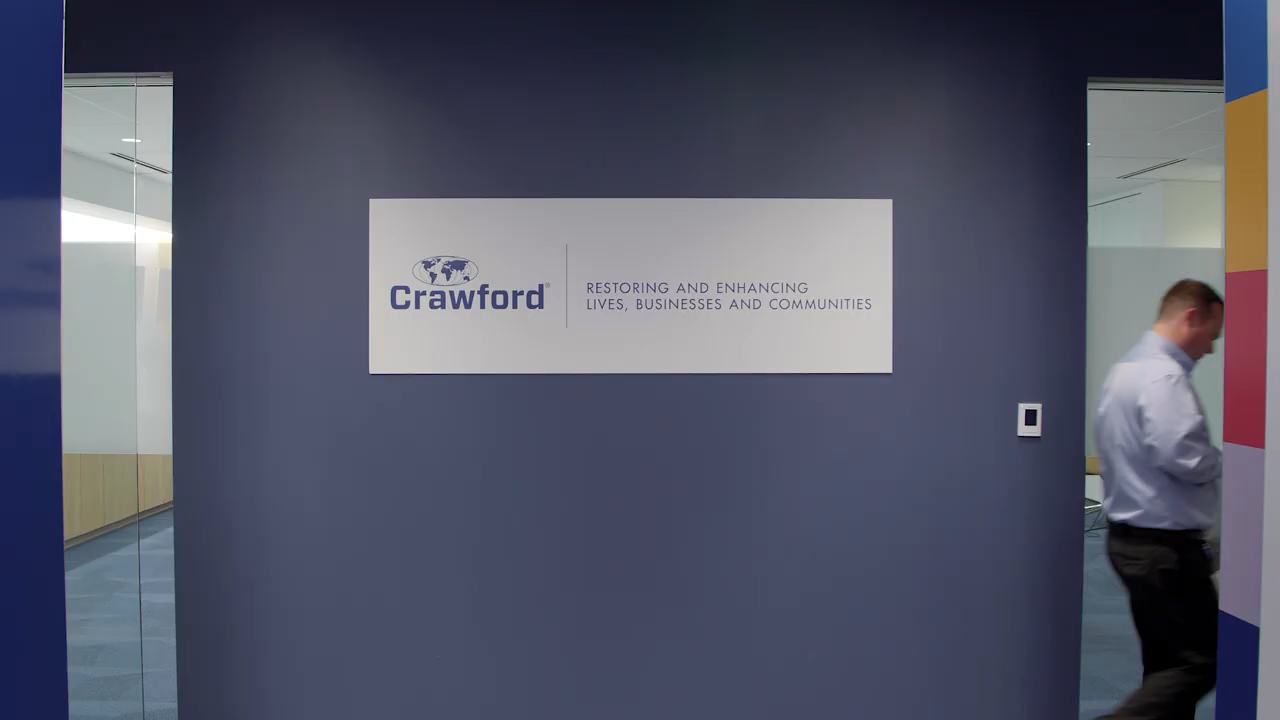 Crawford®
RESTORING AND ENHANCING
LIVES, BUSINESSES AND COMMUNITIES